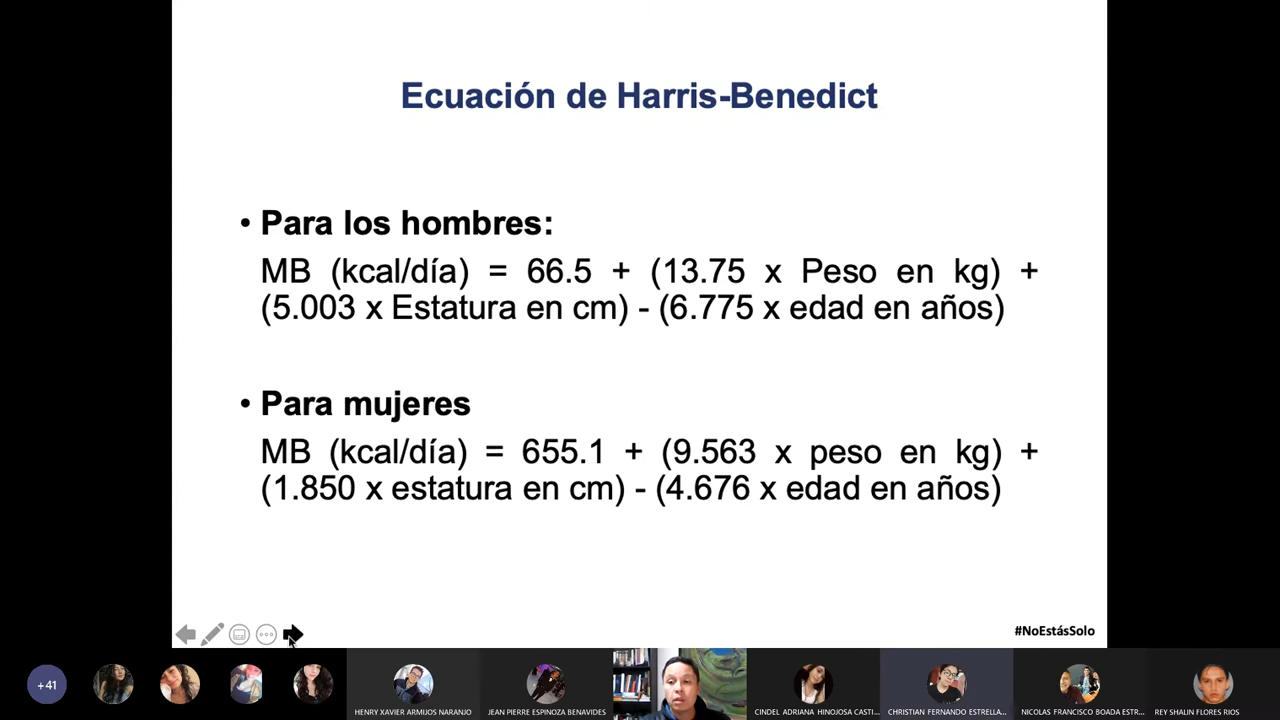 Ecuación de Harris-Benedict
• Para los hombres:
MB (kcal/día) = 66.5 + (13.75 x Peso en kg) +
(5.003 x Estatura en cm) - (6.775 x edad en años)
• Para mujeres
MB (kcal/día) = 655.1 + (9.563 x peso en kg) +
(1.850 x estatura en cm) - (4.676 x edad en años)
#NoEstásSolo
+41
HENRY XAVIER ARMIJOS NARANJO
JEAN PIERRE ESPINOZA BENAVIDES
CINDEL ADRIANA HINOJOSA CASTI...
CHRISTIAN FERNANDO ESTRELLA...
NICOLAS FRANCISCO BOADA ESTR...
REY SHALIN FLORES RIOS